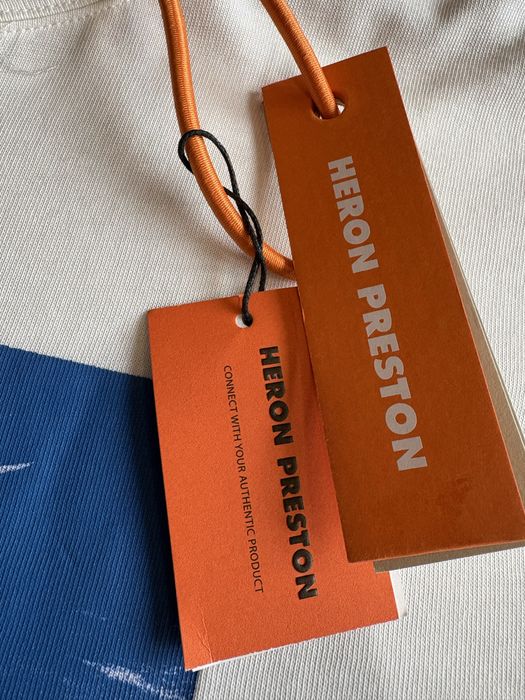 HERON PRESTON
HERON PRESTON
CONNECT WITH YOUR AUTHENTIC PRODUCT